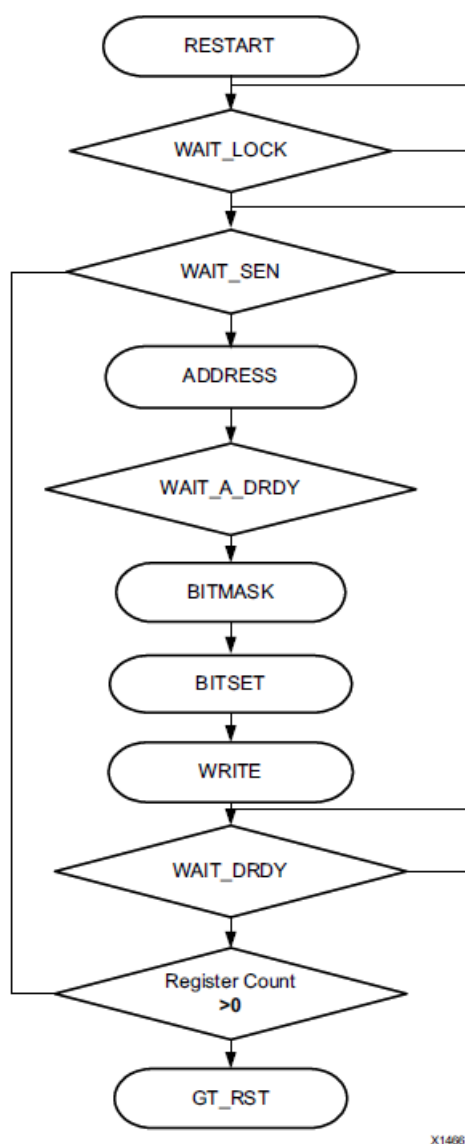 RESTART
WAIT_LOCK
WAIT_SEN
ADDRESS
WAIT_A_DRDY
BITMASK
BITSET
WRITE
WAIT_DRDY
Register Count
>0
GT_RST
X1466